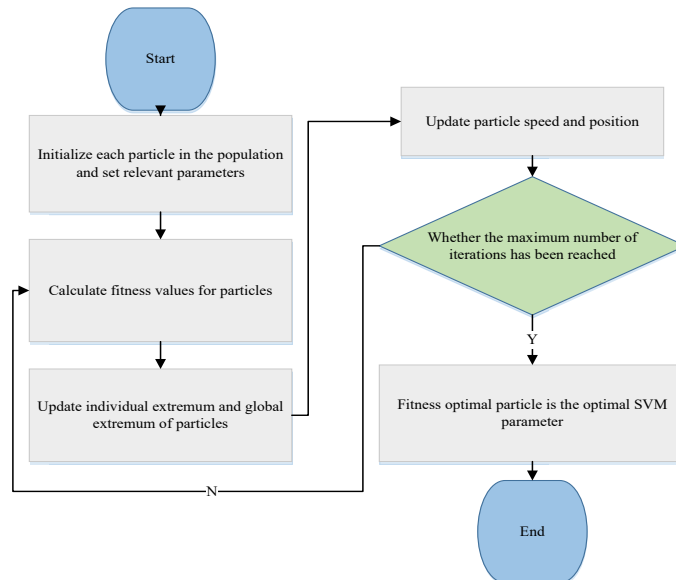 Start
Initialize each particle in the population
and set relevant parameters
Calculate fitness values for particles
Update individual extremum and global
extremum of particles
Update particle speed and position
Whether the maximum number of
iterations has been reached
Y
N
Fitness optimal particle is the optimal SVM
parameter
End